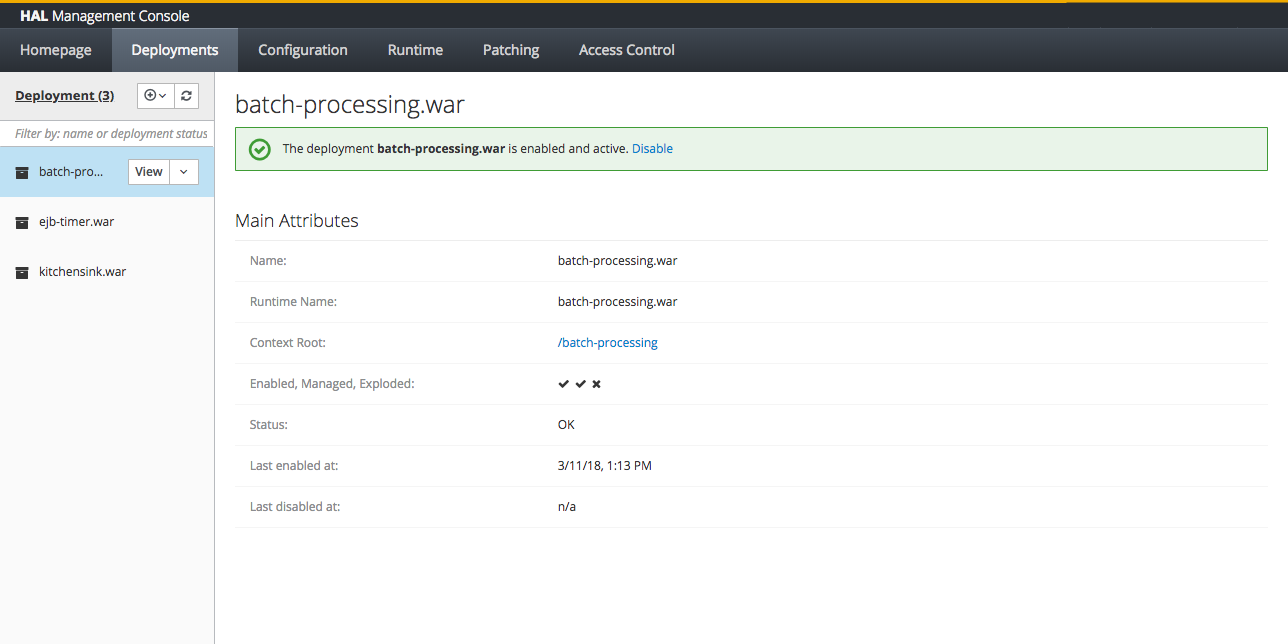 HAL Management Console
Homepage Deployments Configuration Runtime Patching Access Control
Deployment (3)
Filter by: name or deployment status
batch-pro... View
ejb-timer.war
kitchensink.war
batch-processing.war
The deployment batch-processing.war is enabled and active. Disable
Main Attributes
Name: batch-processing.war
Runtime Name: batch-processing.war
Context Root: /batch-processing
Enabled, Managed, Exploded:
Status: OK
Last enabled at: 3/11/18, 1:13 PM
Last disabled at: n/a